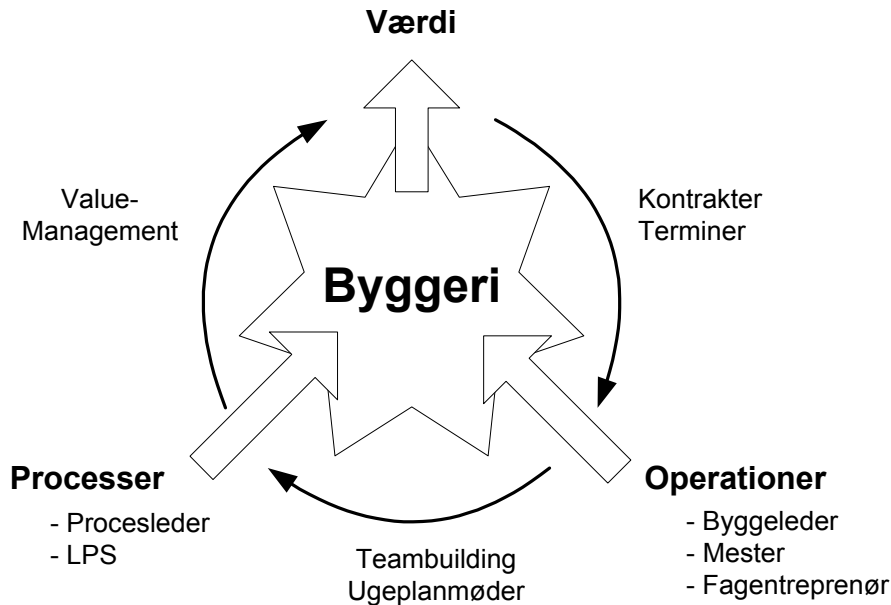 Værdi
Value-
Management
Kontrakter
Terminer
Byggeri
Processer
- Procesleder
- LPS
Teambuilding
Ugeplanmøder
Operationer
- Byggeleder
- Mester
- Fagentreprenør